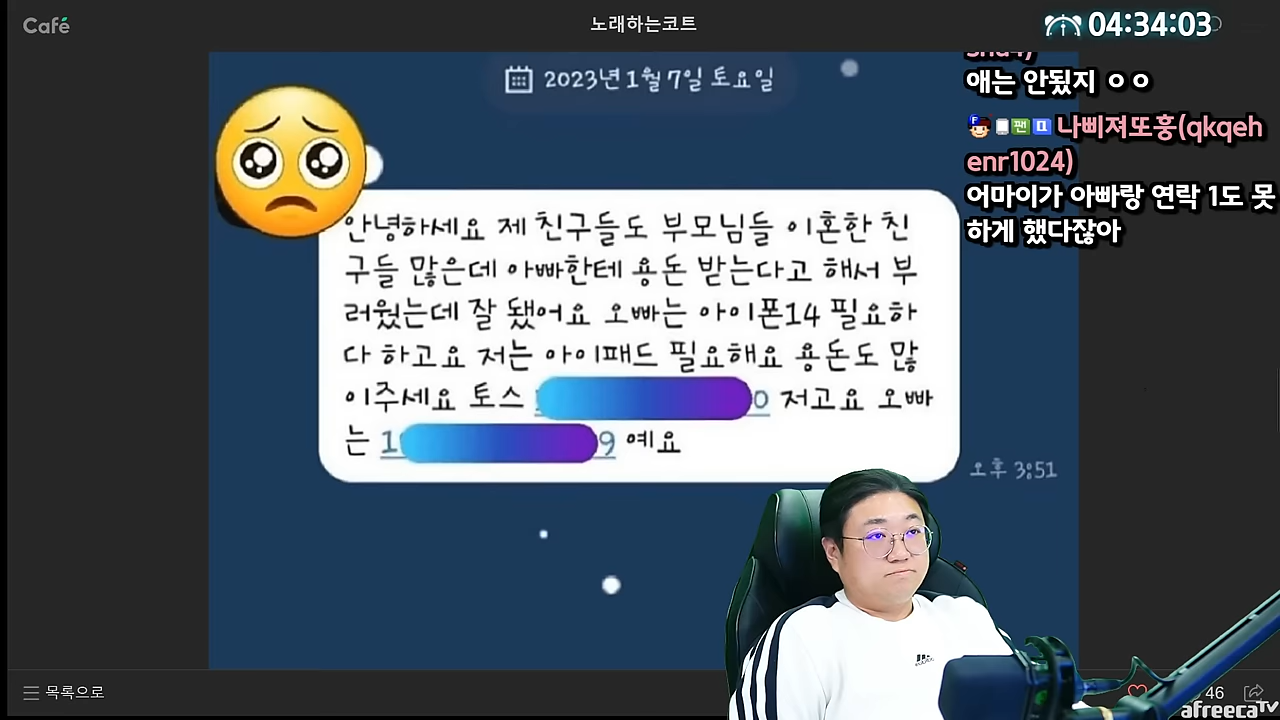 Café
노래하는코트
04:34:03
애는 안됬지 ㅇㅇ
나삐져또홍(qkqeh
enr1024)
어마이가 아빠랑 연락 1도 못
하게 했다잖아
2023년 1월 7일 토요일
안녕하세요 제 친구들도 부모님들 이혼한 친
구들 많은데 아빠한테 용돈 받는다고 해서 부
러웠는데 잘 됐어요 오빠는 아이폰14 필요하
다 하고요 저는 아이패드 필요해요 용돈도 많
이주세요 토스 0 저고요 오빠
는 1 9 예요
오후 3:51
목록으로
46
afreecaTV